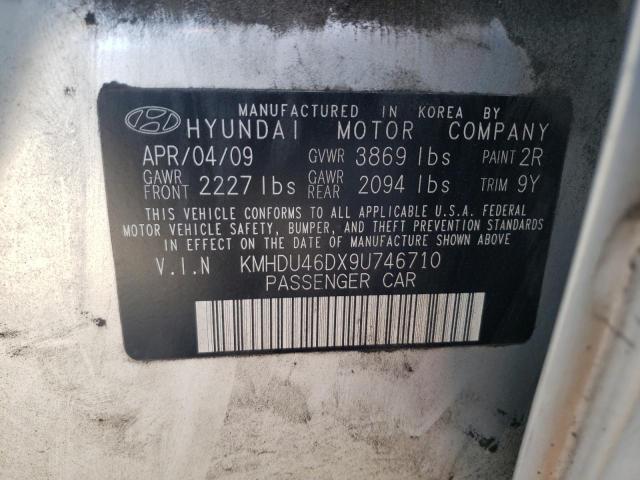 MANUFACTURED IN KOREA BY
HYUNDAI MOTOR COMPANY
APR/04/09 GVWR 3869 lbs PAINT 2R
GAWR FRONT 2227 lbs GAWR REAR 2094 lbs TRIM 9Y
THIS VEHICLE CONFORMS TO ALL APPLICABLE U.S.A. FEDERAL
MOTOR VEHICLE SAFETY, BUMPER, AND THEFT PREVENTION STANDARDS
IN EFFECT ON THE DATE OF MANUFACTURE SHOWN ABOVE
V.I.N KMHDU46DX9U746710
PASSENGER CAR